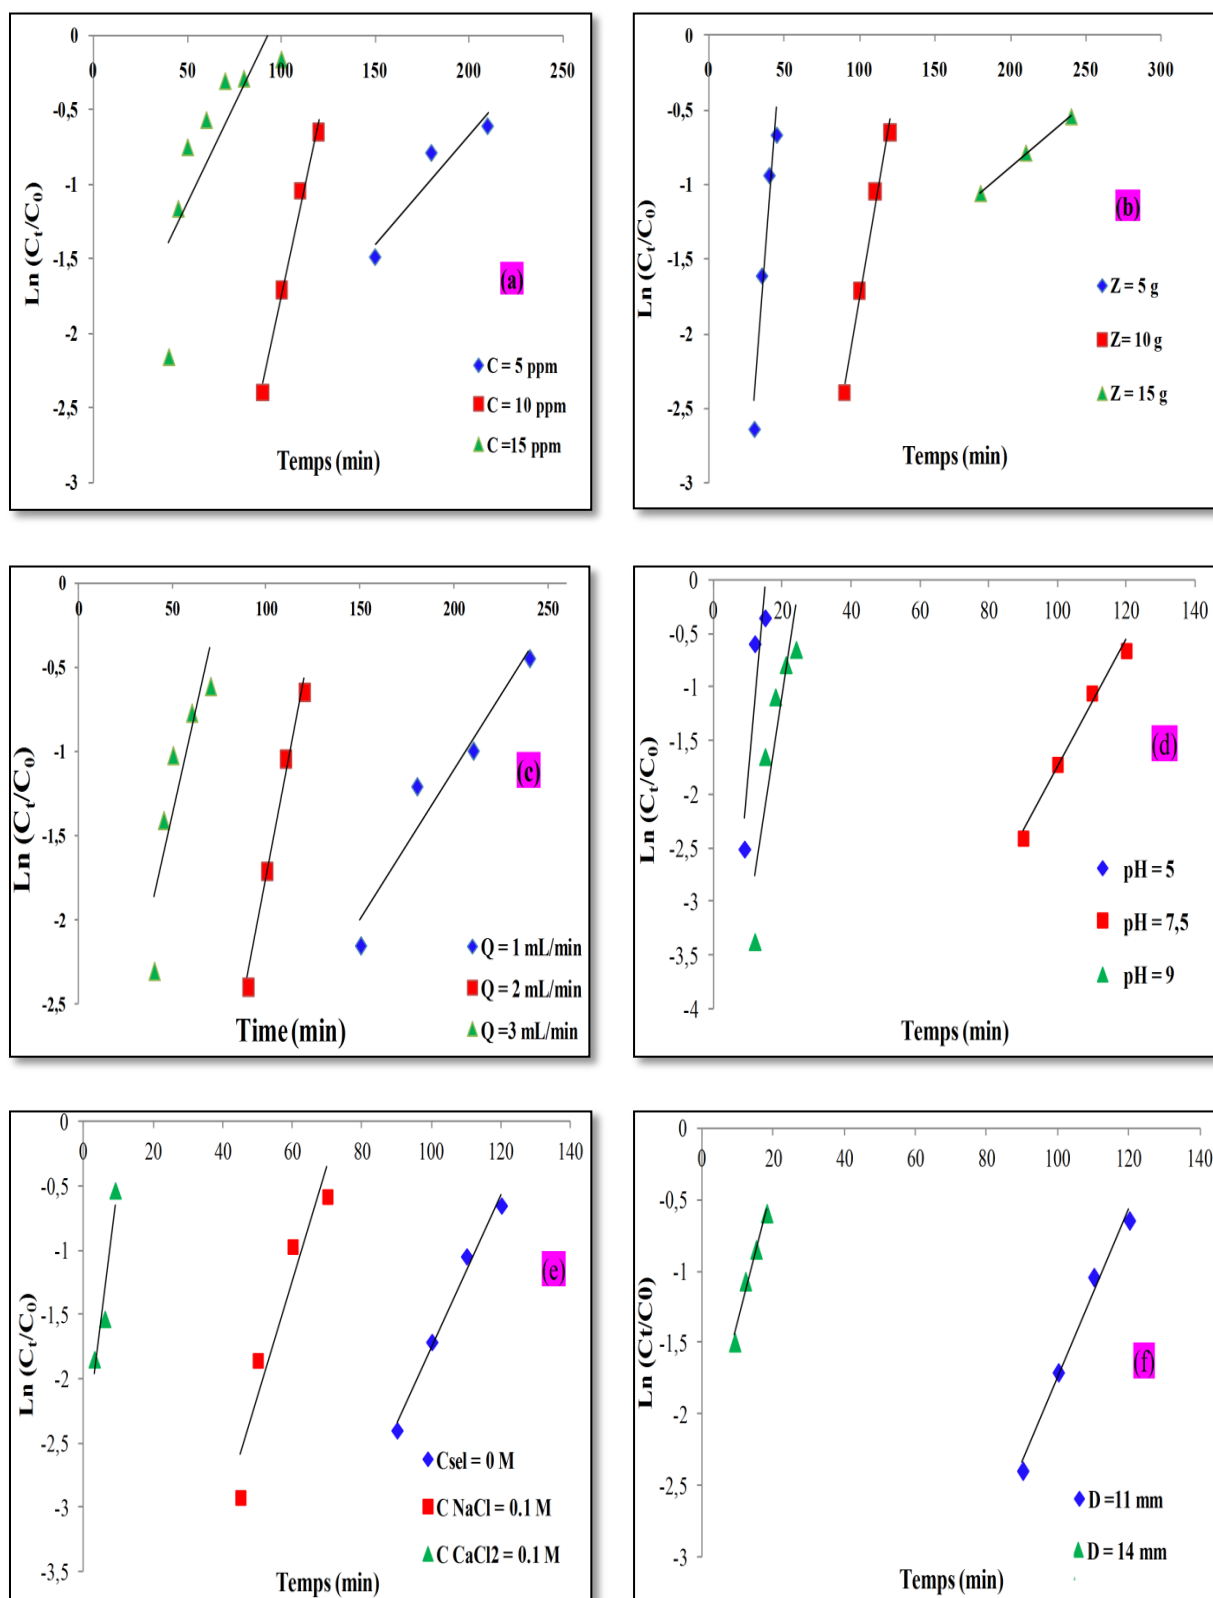 0
0 50 100 150 200 250
-0,5
-1
-1,5
-2
-2,5
-3
Ln (Ct/C0)
Temps (min)
(a)
C = 5 ppm
C = 10 ppm
C =15 ppm
0
0 50 100 150 200 250 300
-0,5
-1
-1,5
-2
-2,5
-3
Ln (Ct/C0)
Temps (min)
(b)
Z = 5 g
Z= 10 g
Z = 15 g
0
0 50 100 150 200 250
-0,5
-1
-1,5
-2
-2,5
Ln (Ct/C0)
Time (min)
(c)
Q = 1 mL/min
Q = 2 mL/min
Q =3 mL/min
0
0 20 40 60 80 100 120 140
-0,5
-1
-1,5
-2
-2,5
-3
-3,5
-4
Ln (Ct/C0)
Temps (min)
(d)
pH = 5
pH = 7,5
pH = 9
0
0 20 40 60 80 100 120 140
-0,5
-1
-1,5
-2
-2,5
-3
-3,5
Ln (Ct/C0)
Temps (min)
(e)
Csel = 0 M
C NaCl = 0.1 M
C CaCl2 = 0.1 M
0
0 20 40 60 80 100 120 140
-0,5
-1
-1,5
-2
-2,5
-3
Ln (Ct/C0)
Temps (min)
(f)
D =11 mm
D = 14 mm